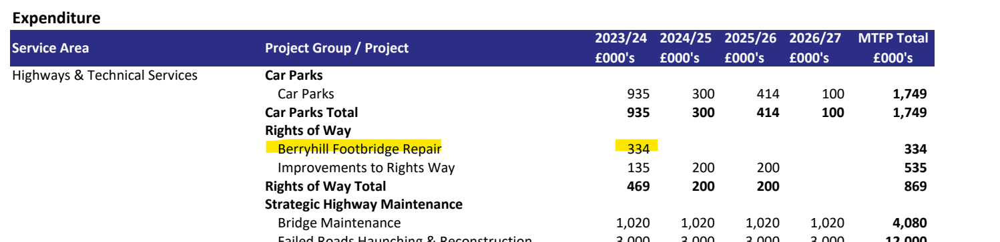 Expenditure
Service Area Project Group / Project 2023/24 £000's 2024/25 £000's 2025/26 £000's 2026/27 £000's MTFP Total £000's
Highways & Technical Services Car Parks
Car Parks 935 300 414 100 1,749
Car Parks Total 935 300 414 100 1,749
Rights of Way
Berryhill Footbridge Repair 334 334
Improvements to Rights Way 135 200 200 535
Rights of Way Total 469 200 200 869
Strategic Highway Maintenance
Bridge Maintenance 1,020 1,020 1,020 1,020 4,080
Failed Roads Haunching & Reconstruction 3,000 3,000 3,000 3,000 12,000